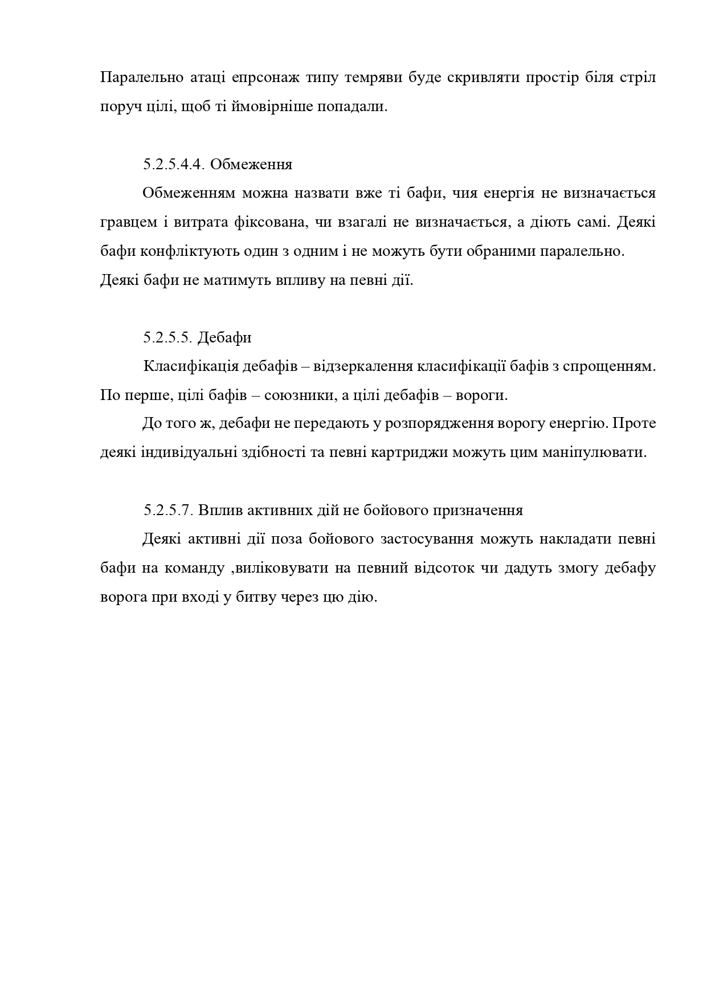 Паралельно атаці епрсонаж типу темряви буде скривляти простір біля стріл
поруч цілі, щоб ті ймовірніше попадали.
5.2.5.4.4. Обмеження
Обмеженням можна назвати вже ті бафи, чия енергія не визначається
гравцем і витрата фіксована, чи взагалі не визначається, а діють самі. Деякі
бафи конфліктують один з одним і не можуть бути обраними паралельно.
Деякі бафи не матимуть впливу на певні дії.
5.2.5.5. Дебафи
Класифікація дебафів – відзеркалення класифікації бафів з спрощенням.
По перше, цілі бафів – союзники, а цілі дебафів – вороги.
До того ж, дебафи не передають у розпорядження ворогу енергію. Проте
деякі індивідуальні здібності та певні картриджи можуть цим маніпулювати.
5.2.5.7. Вплив активних дій не бойового призначення
Деякі активні дії поза бойового застосування можуть накладати певні
бафи на команду ,виліковувати на певний відсоток чи дадуть змогу дебафу
ворога при вході у битву через цю дію.